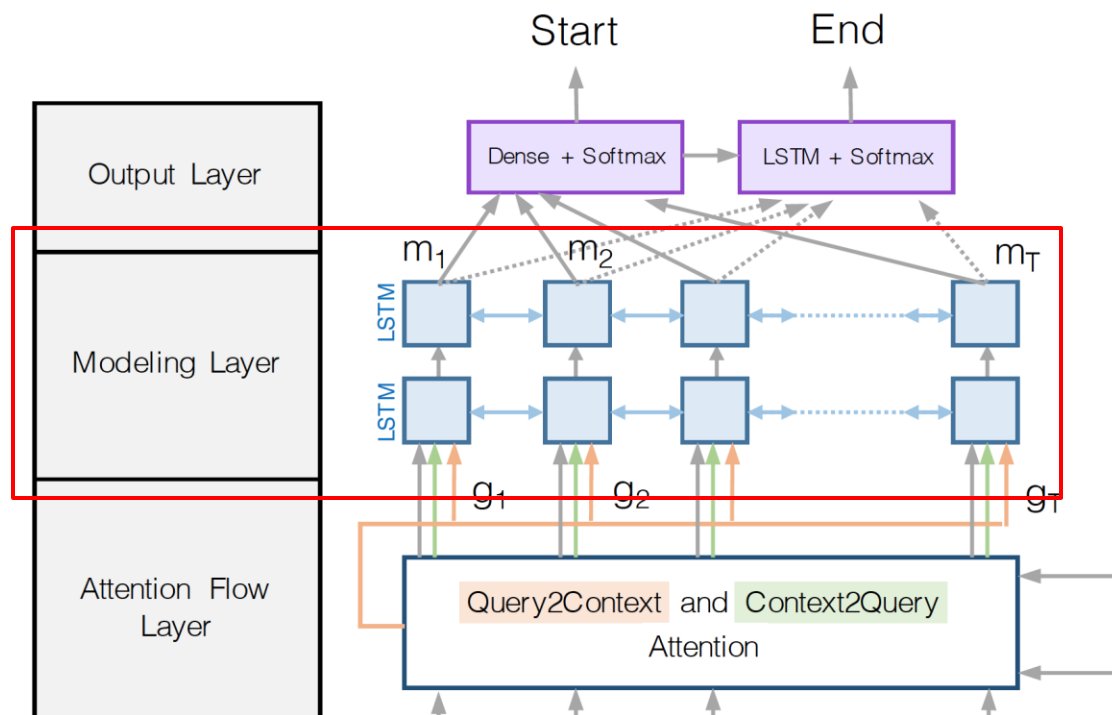 Start End
Output Layer
Dense + Softmax
LSTM + Softmax
m1 m2 mT
LSTM
Modeling Layer
LSTM
g1 g2 gT
Attention Flow
Layer
Query2Context and Context2Query
Attention